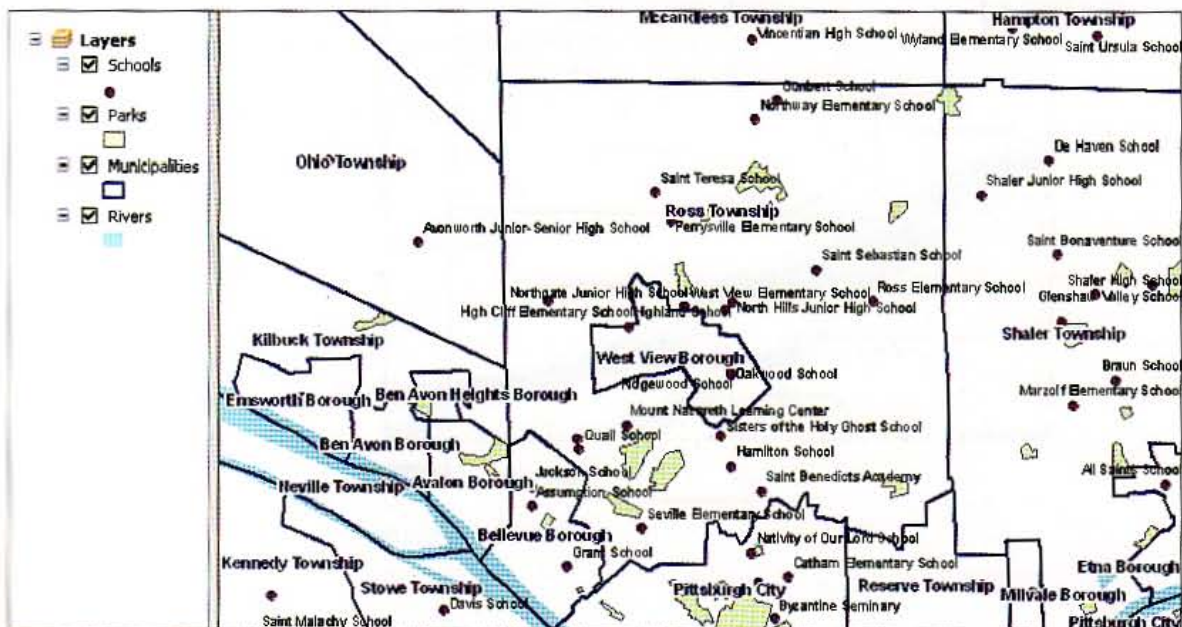 Layers
Schools
Parks
Municipalities
Rivers
Mccandless Township
Hampton Township
Vincentian High School
Wyland Elementary School
Saint Ursula School
Northway Elementary School
De Haven School
Ohio Township
Saint Teresa School
Shaler Junior High School
Ross Township
Perrysville Elementary School
Avonworth Junior-Senior High School
Saint Sebastian School
Saint Bonaventure School
Shaler High School
Northgate Junior High School
West View Elementary School
Ross Elementary School
Glenshaw Valley School
High Cliff Elementary School
Highland School
North Hills Junior High School
Shaler Township
Kilbuck Township
West View Borough
Oakwood School
Braun School
Ridgewood School
Marzolf Elementary School
Emsworth Borough
Ben Avon Heights Borough
Mount Nazareth Learning Center
Sisters of the Holy Ghost School
Quail School
Ben Avon Borough
Hamilton School
Jackson School
Saint Benedicts Academy
All Saints School
Neville Township
Avalon Borough
Assumption School
Seville Elementary School
Bellevue Borough
Nativity of Our Lord School
Grant School
Kennedy Township
Catham Elementary School
Etna Borough
Stowe Township
Pittsburgh City
Reserve Township
Millvale Borough
Davis School
Byzantine Seminary
Saint Malachy School
Pittsburgh City